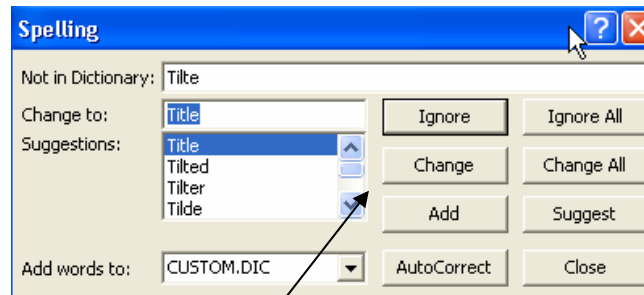 Spelling ?
Not in Dictionary: Tilte
Change to: Title Ignore Ignore All
Suggestions: Title
Tilted Change Change All
Tilter
Tilde Add Suggest
Add words to: CUSTOM.DIC AutoCorrect Close